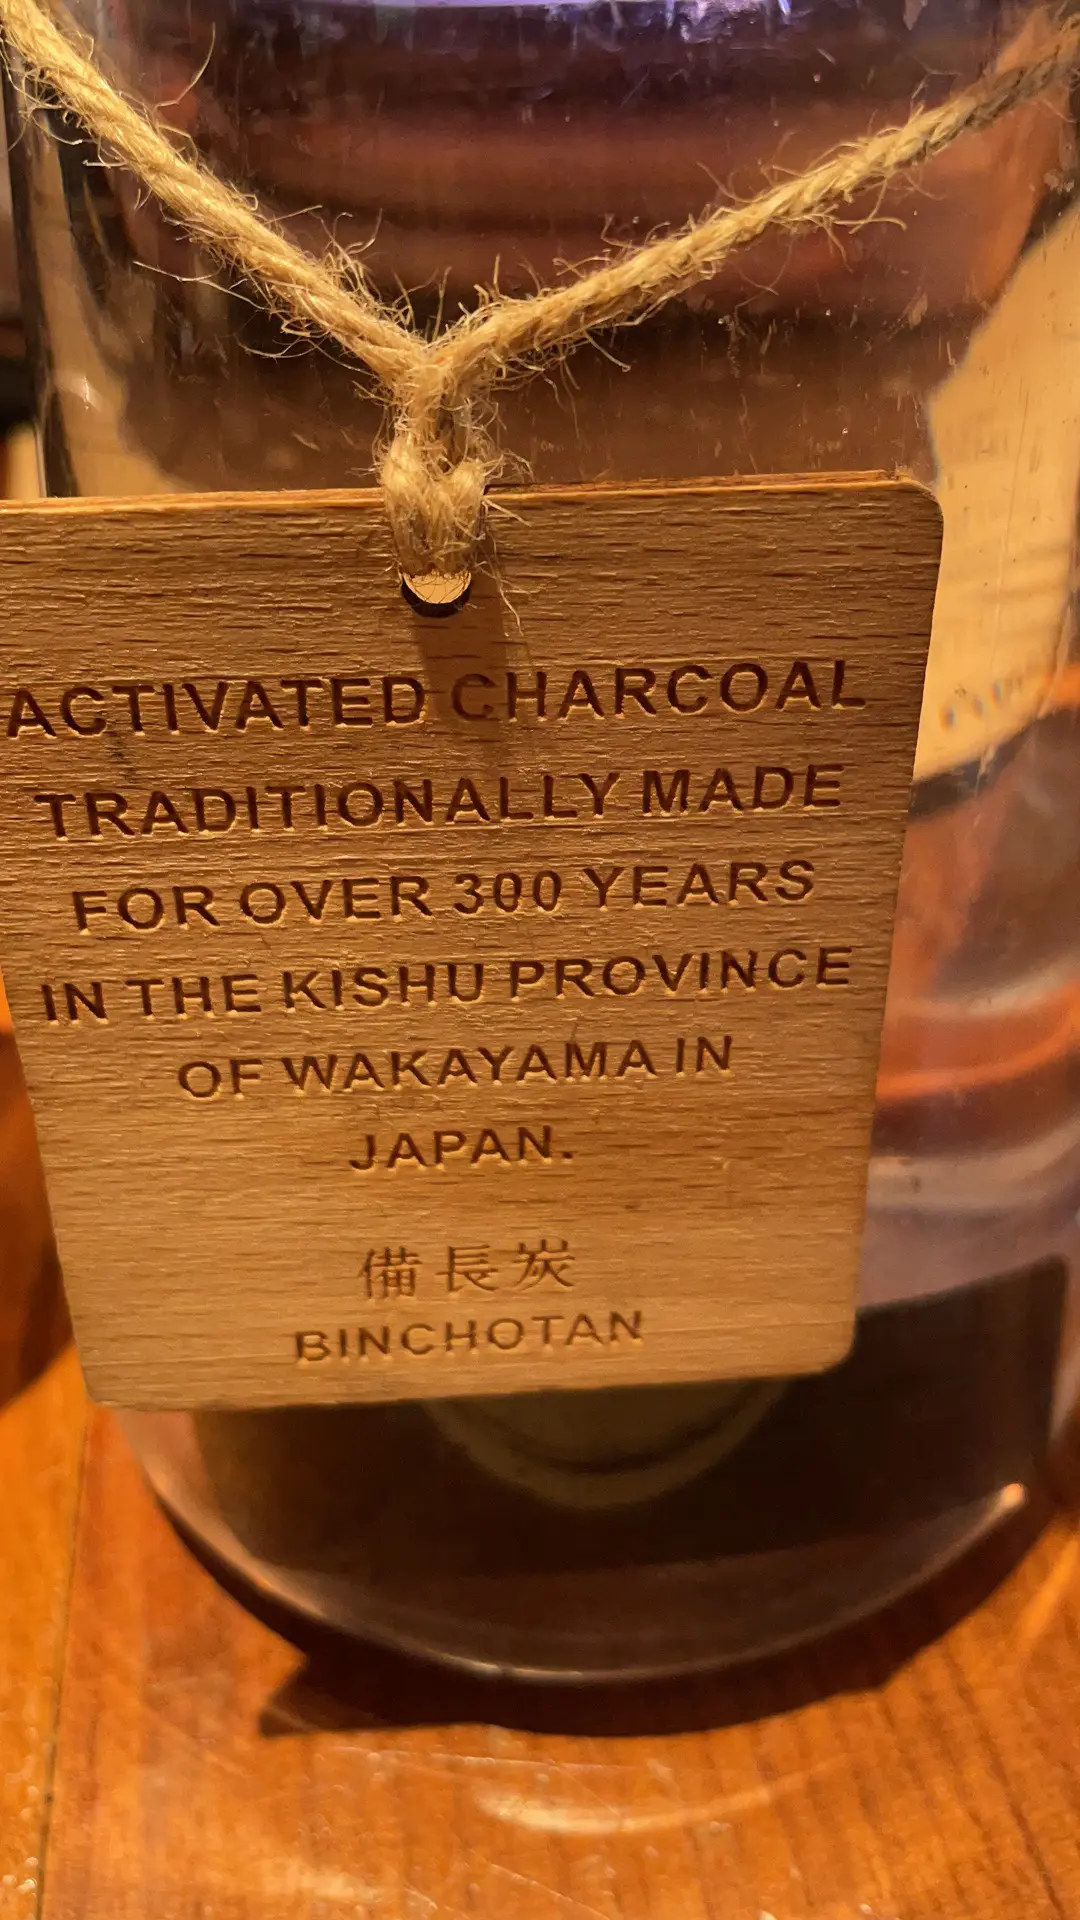 ACTIVATED CHARCOAL
TRADITIONALLY MADE
FOR OVER 300 YEARS
IN THE KISHU PROVINCE
OF WAKAYAMA IN
JAPAN.
備長炭
BINCHOTAN